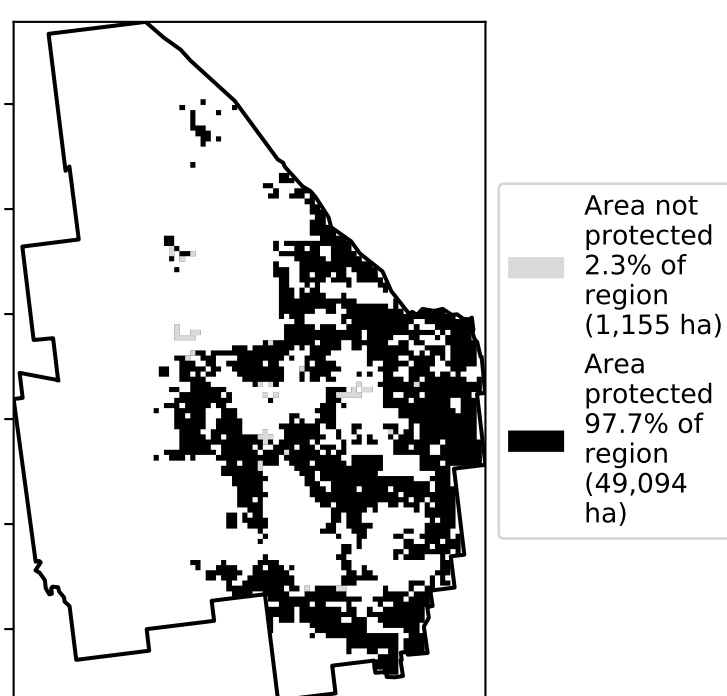 Area not
protected
2.3% of
region
(1,155 ha)
Area
protected
97.7% of
region
(49,094
ha)